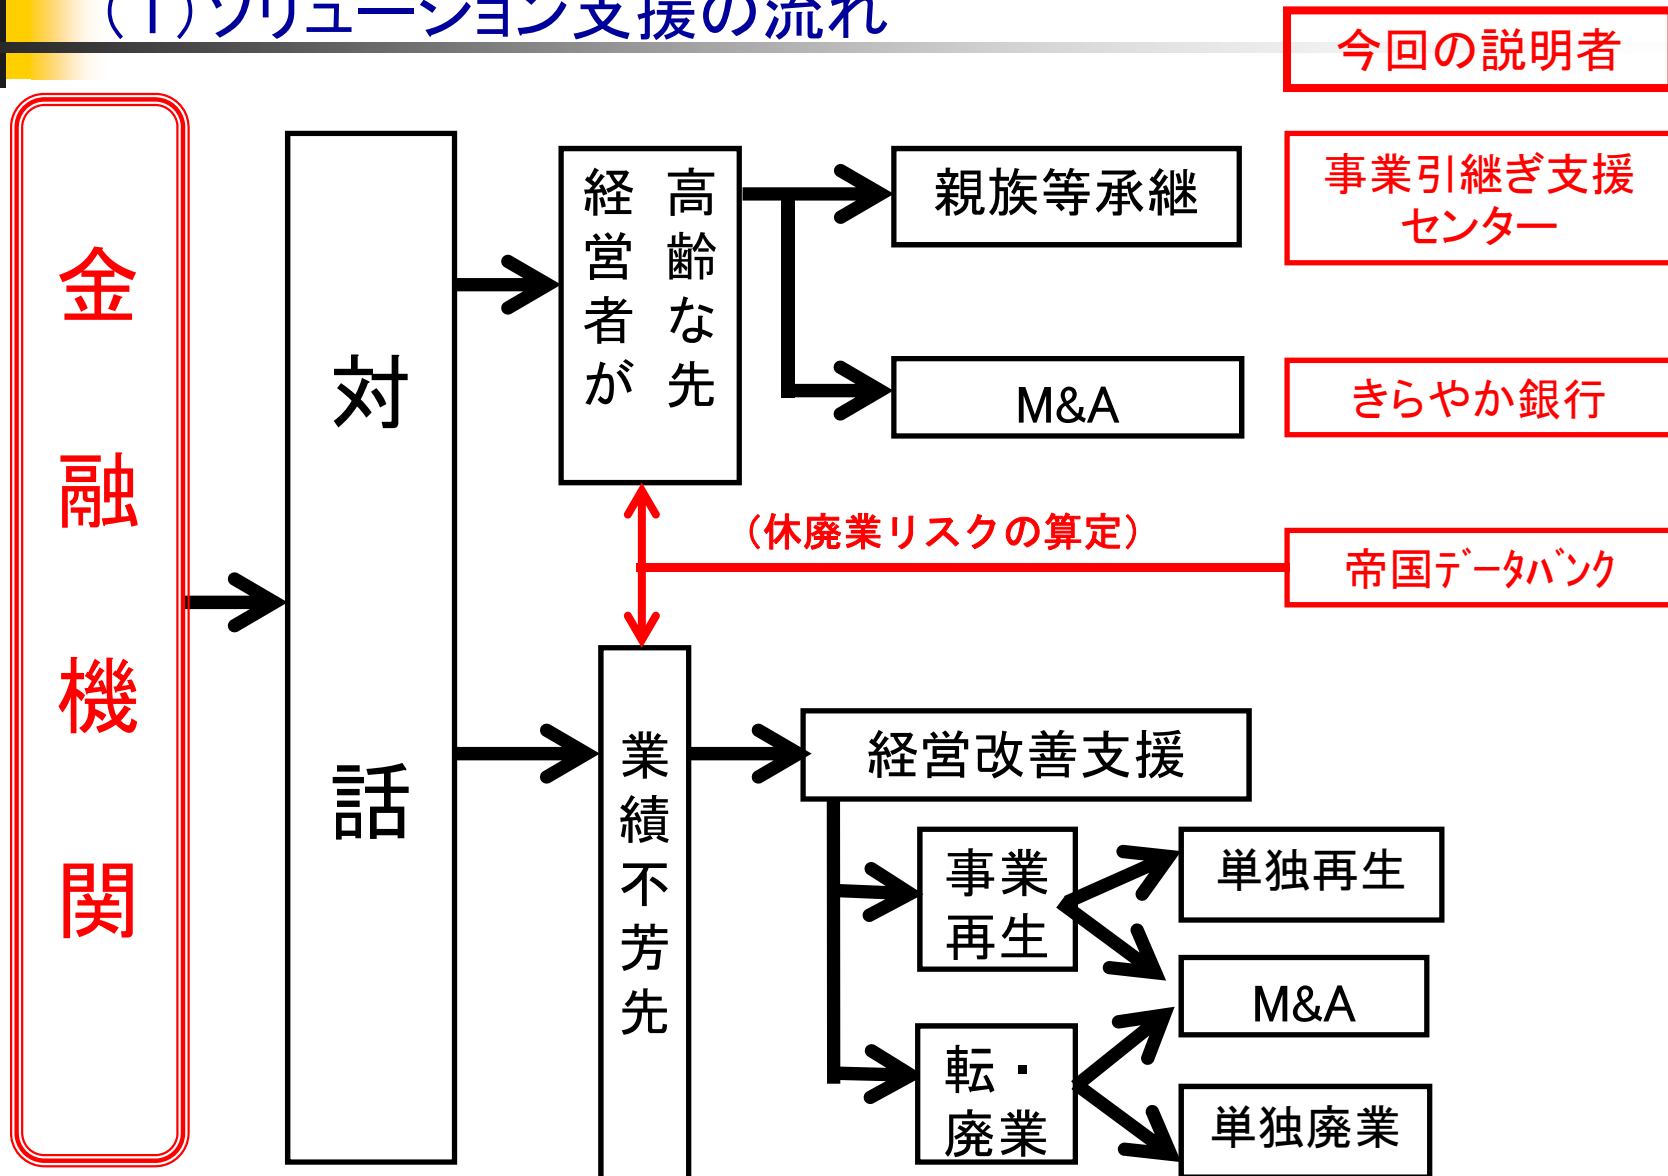 (1)ソリューション支援の流れ
今回の説明者
金融機関
対話
経営者が
高齢な先
親族等承継
事業引継ぎ支援
センター
M&A
きらやか銀行
(休廃業リスクの算定)
帝国ﾃﾞｰﾀﾊﾞﾝｸ
業績不芳先
経営改善支援
事業
再生
単独再生
M&A
転・
廃業
単独廃業